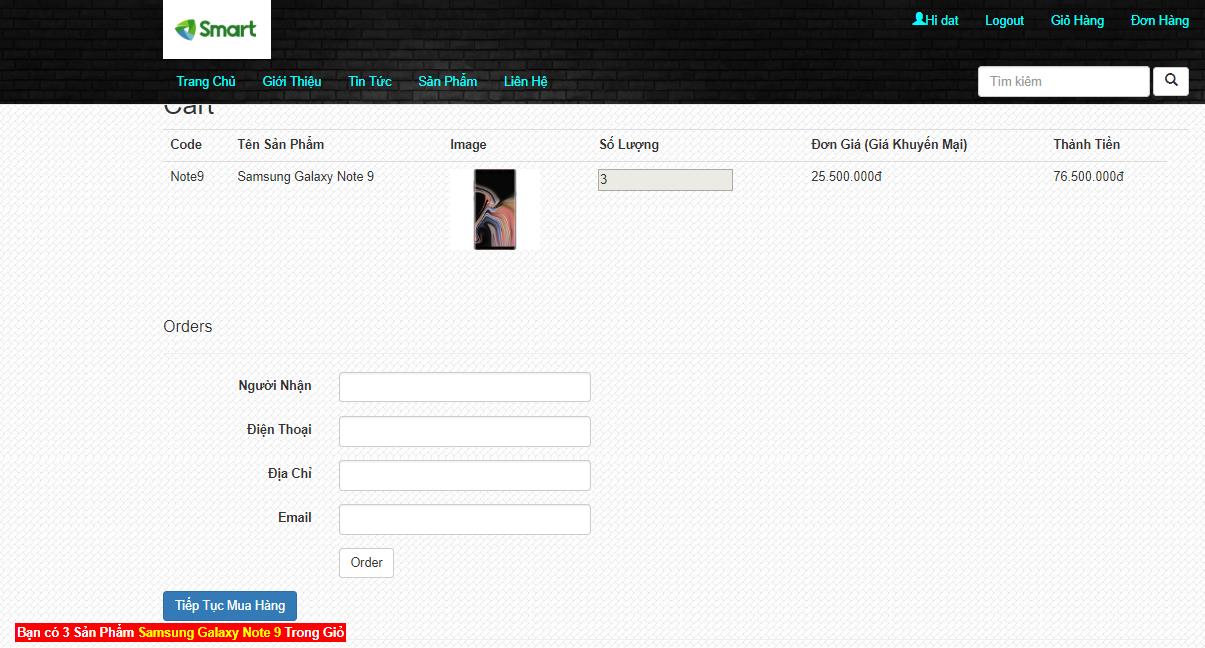 Smart
Hi dat Logout Giỏ Hàng Đơn Hàng
Trang Chủ Giới Thiệu Tin Tức Sản Phẩm Liên Hệ Tìm kiếm
Cart
Code Tên Sản Phẩm Image Số Lượng Đơn Giá (Giá Khuyến Mại) Thành Tiền
Note9 Samsung Galaxy Note 9 3 25.500.000đ 76.500.000đ
Orders
Người Nhận
Điện Thoại
Địa Chỉ
Email
Order
Tiếp Tục Mua Hàng
Bạn có 3 Sản Phẩm Samsung Galaxy Note 9 Trong Giỏ